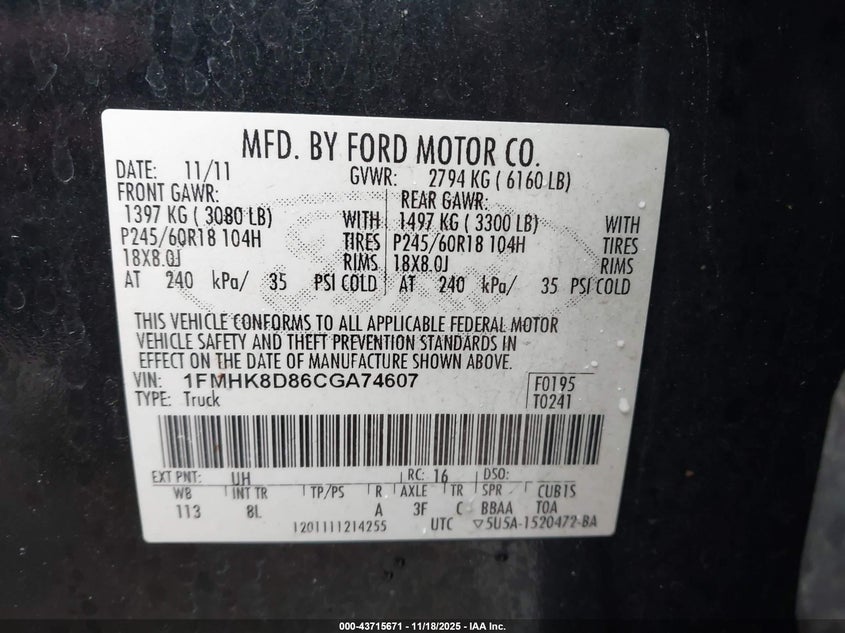 MFD. BY FORD MOTOR CO.
DATE: 11/11 GVWR: 2794 KG ( 6160 LB)
FRONT GAWR: REAR GAWR:
1397 KG ( 3080 LB) WITH 1497 KG ( 3300 LB) WITH
P245/60R18 104H TIRES P245/60R18 104H TIRES
18X8.0J RIMS 18X8.0J RIMS
AT 240 kPa/ 35 PSI COLD AT 240 kPa/ 35 PSI COLD
THIS VEHICLE CONFORMS TO ALL APPLICABLE FEDERAL MOTOR
VEHICLE SAFETY AND THEFT PREVENTION STANDARDS IN
EFFECT ON THE DATE OF MANUFACTURE SHOWN ABOVE.
VIN: 1FMHK8D86CGA74607 F0195
TYPE: Truck T0241
EXT PNT: UH RC: 16 DSO:
WB INT TR TP/PS R AXLE TR SPR CUB1S
113 8L A 3F C BBAA TOA
1201111214255 UTC ▽5U5A-1520472-BA
000-43715671 | 11/18/2025 | IAA Inc.